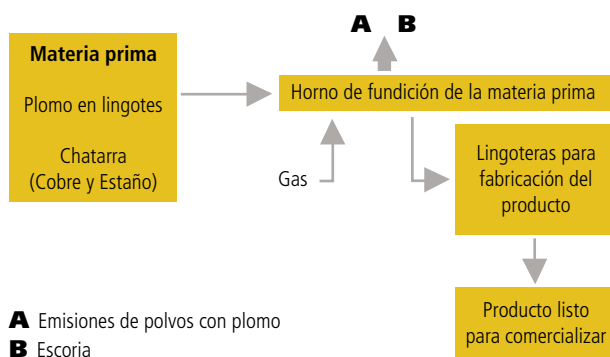 A B
Materia prima
Plomo en lingotes
Chatarra
(Cobre y Estaño)
Horno de fundición de la materia prima
Gas
Lingoteras para
fabricación del
producto
Producto listo
para comercializar
A Emisiones de polvos con plomo
B Escoria